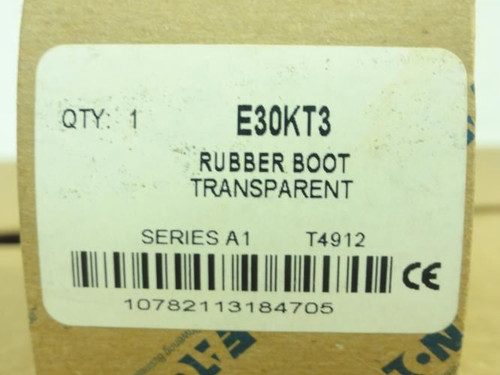 QTY: 1 E30KT3
RUBBER BOOT
TRANSPARENT
SERIES A1 T4912
CE
10782113184705